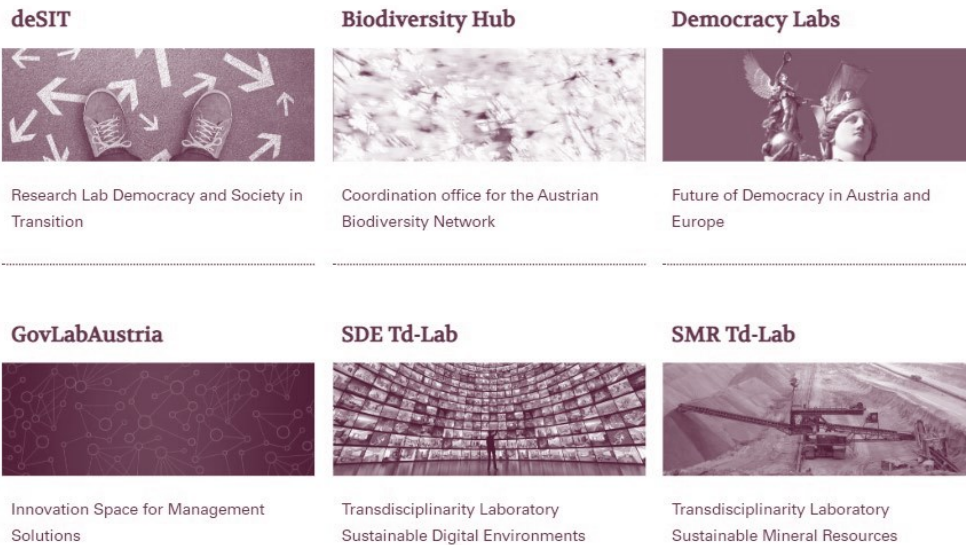 deSIT
Biodiversity Hub
Democracy Labs
Research Lab Democracy and Society in
Transition
Coordination office for the Austrian
Biodiversity Network
Future of Democracy in Austria and
Europe
GovLabAustria
SDE Td-Lab
SMR Td-Lab
Innovation Space for Management
Solutions
Transdisciplinarity Laboratory
Sustainable Digital Environments
Transdisciplinarity Laboratory
Sustainable Mineral Resources